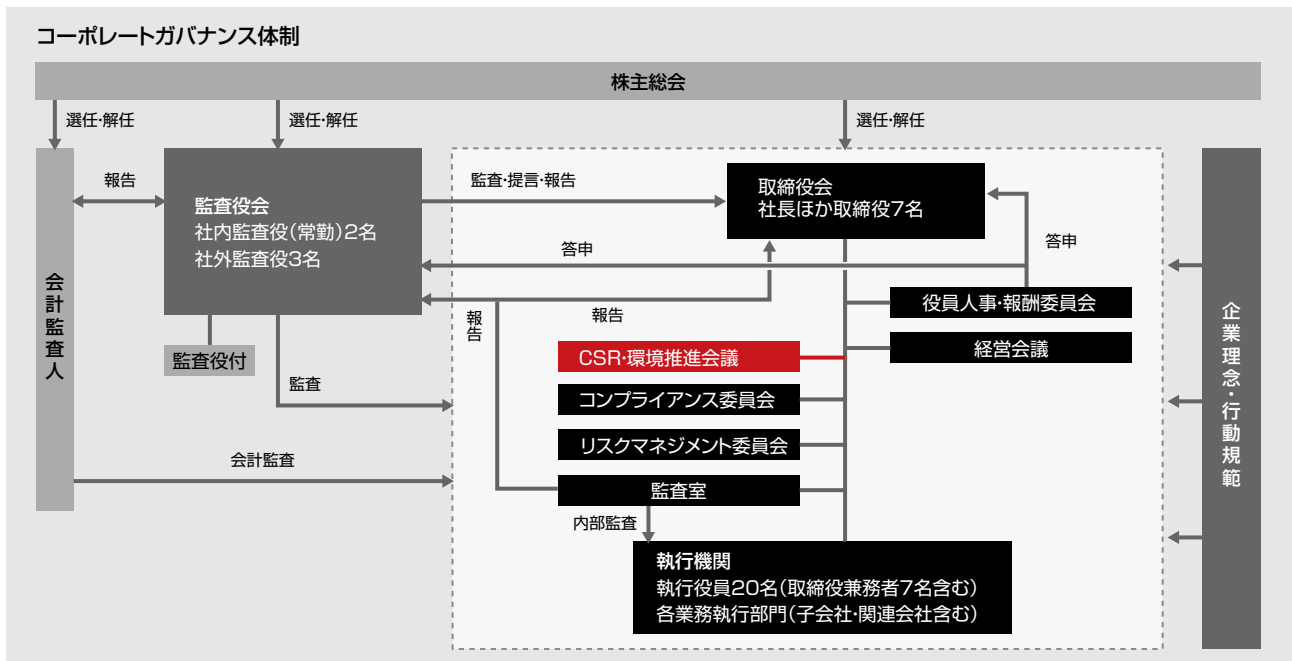 コーポレートガバナンス体制
株主総会
選任・解任
選任・解任
選任・解任
会計監査人
報告
監査役会
社内監査役(常勤)2名
社外監査役3名
監査役付
監査・提言・報告
取締役会
社長ほか取締役7名
答申
答申
報告
報告
役員人事・報酬委員会
経営会議
CSR・環境推進会議
コンプライアンス委員会
リスクマネジメント委員会
監査室
監査
会計監査
内部監査
執行機関
執行役員20名(取締役兼務者7名含む)
各業務執行部門(子会社・関連会社含む)
企業理念・行動規範